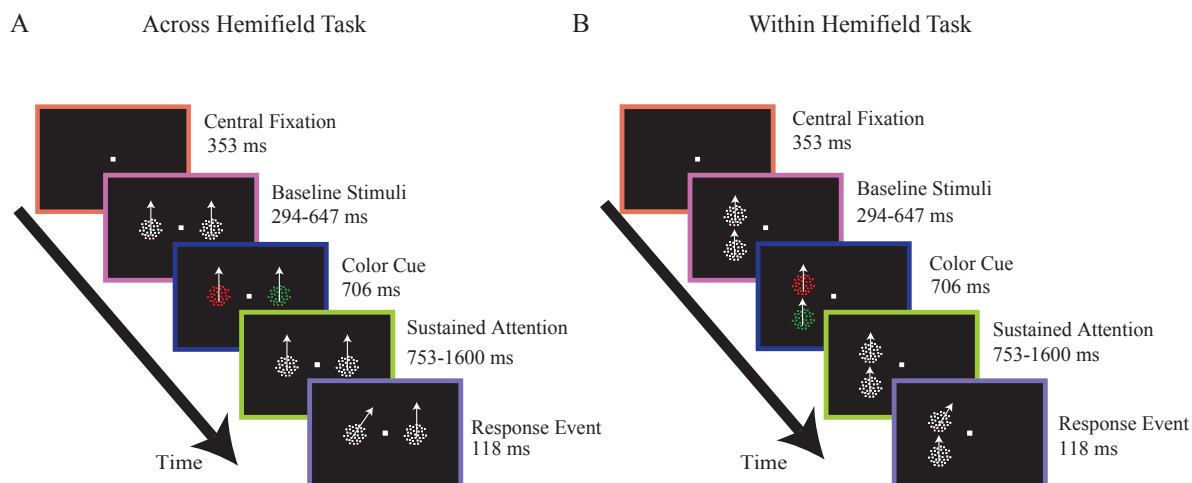 A
Across Hemifield Task
Central Fixation
353 ms
Baseline Stimuli
294-647 ms
Color Cue
706 ms
Sustained Attention
753-1600 ms
Response Event
118 ms
Time
B
Within Hemifield Task
Central Fixation
353 ms
Baseline Stimuli
294-647 ms
Color Cue
706 ms
Sustained Attention
753-1600 ms
Response Event
118 ms
Time